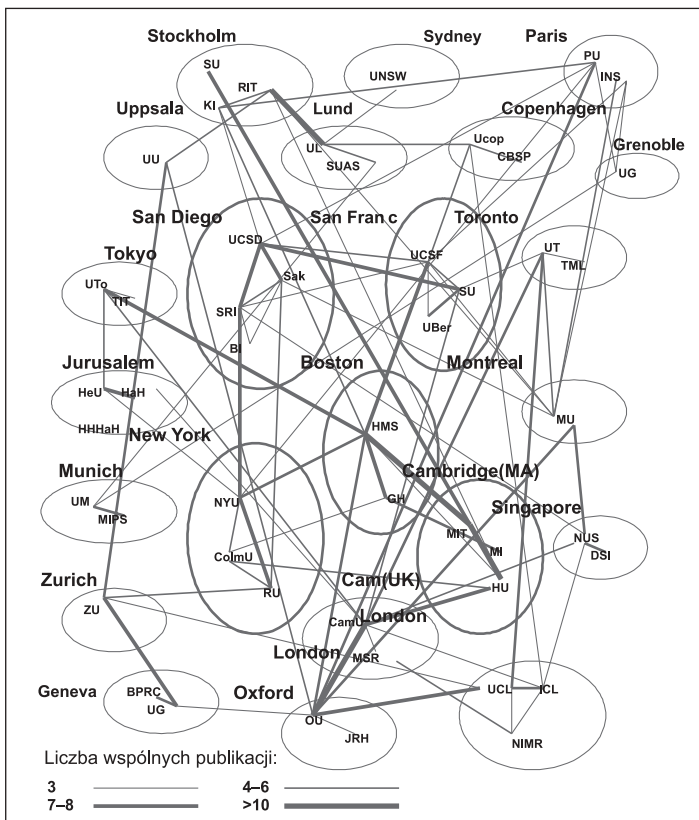 Stockholm Sydney Paris
SU PU
UNSW INS
RIT
KI
Uppsala Lund Copenhagen
Ucop
UL CBSP Grenoble
UU SUAS UG
San Diego San Fran c Toronto
UCSD UCSF UT
Tokyo TML
Sak
UTo SU
TIT
SRI UBer
BI
Jurusalem Boston Montreal
HeU HaH
MU
HHHaH HMS
New York
Munich Cambridge(MA)
UM NYU GH Singapore
MIPS MIT NUS
MI DSI
ColmU
Zurich Cam(UK) HU
RU
ZU CamU London
London MSR
Geneva BPRC Oxford UCL ICL
UG OU
JRH NIMR
Liczba wspólnych publikacji:
3 4–6
7–8 >10